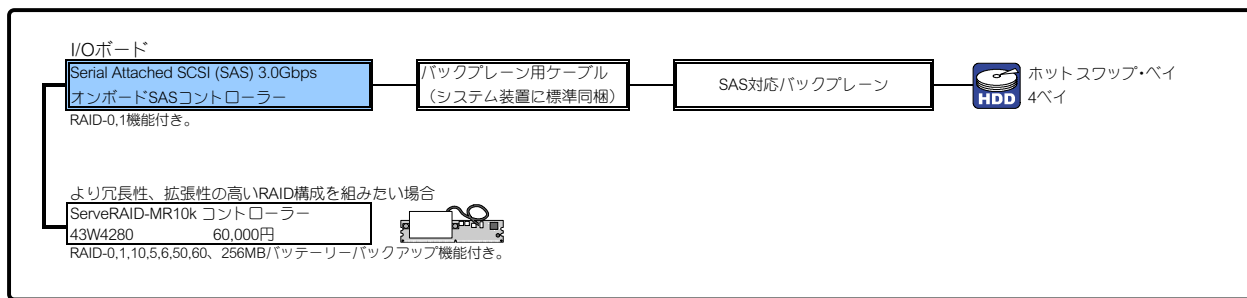 I/Oボード
Serial Attached SCSI (SAS) 3.0Gbps
オンボードSASコントローラー
RAID-0,1機能付き。
バックプレーン用ケーブル
（システム装置に標準同梱）
SAS対応バックプレーン
HDD
ホットスワップ・ベイ
4ベイ
より冗長性、拡張性の高いRAID構成を組みたい場合
ServeRAID-MR10k コントローラー
43W4280 60,000円
RAID-0,1,10,5,6,50,60、256MB/バッテーリーバックアップ機能付き。